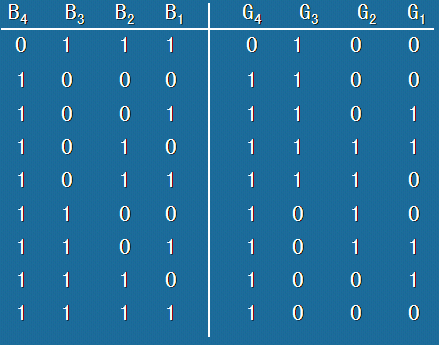 B4 B3 B2 B1 G4 G3 G2 G1
0 1 1 1 0 1 0 0
1 0 0 0 1 1 0 0
1 0 0 1 1 1 0 1
1 0 1 0 1 1 1 1
1 0 1 1 1 1 1 0
1 1 0 0 1 0 1 0
1 1 0 1 1 0 1 1
1 1 1 0 1 0 0 1
1 1 1 1 1 0 0 0